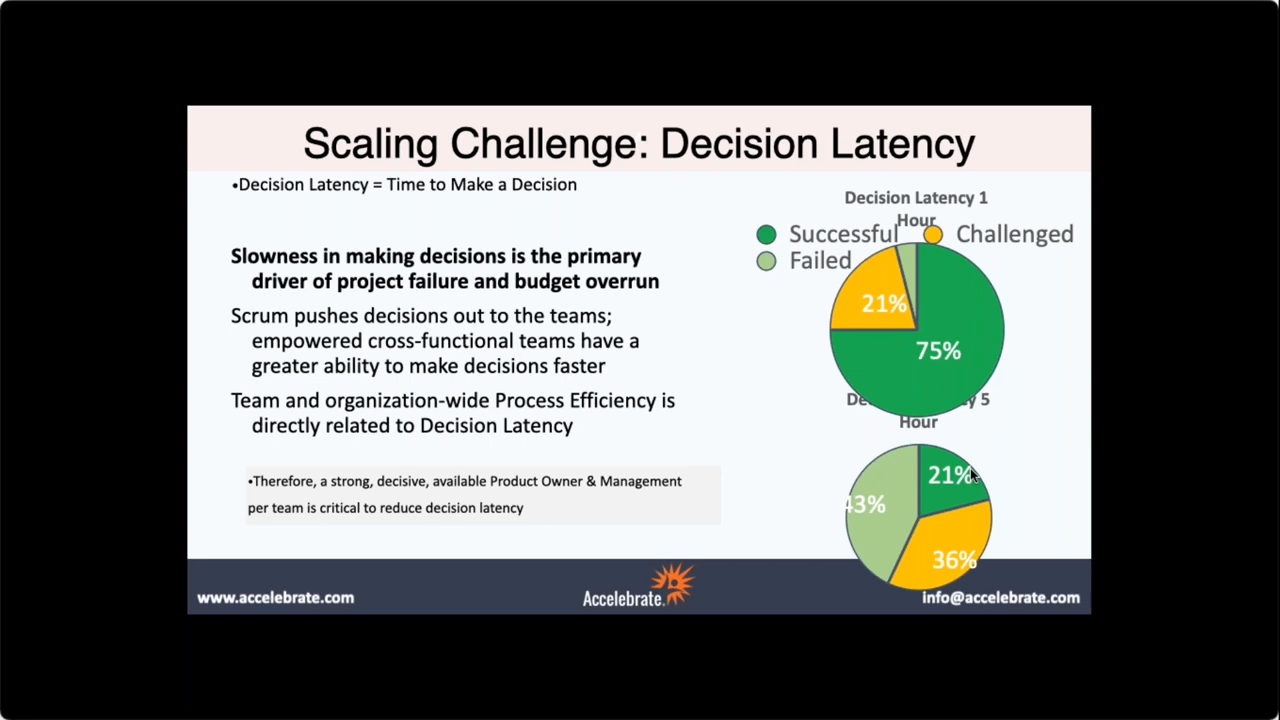 Scaling Challenge: Decision Latency
•Decision Latency = Time to Make a Decision
Slowness in making decisions is the primary
driver of project failure and budget overrun
Scrum pushes decisions out to the teams;
empowered cross-functional teams have a
greater ability to make decisions faster
Team and organization-wide Process Efficiency is
directly related to Decision Latency
•Therefore, a strong, decisive, available Product Owner & Management
per team is critical to reduce decision latency
Decision Latency 1
Hour
Successful
Challenged
Failed
21%
75%
5
Hour
21%
43%
36%
www.accelebrate.com
Accelebrate.
info@accelebrate.com